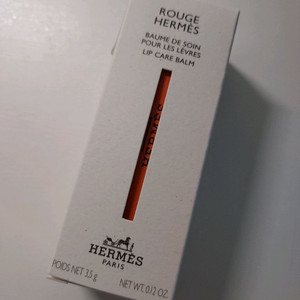 ROUGE
HERMÈS
BAUME DE SOIN
POUR LES LÈVRES
LIP CARE BALM
HERMÈS
HERMÈS
PARIS
POIDS NET 3.5 g
NET WT. 0.12 OZ.